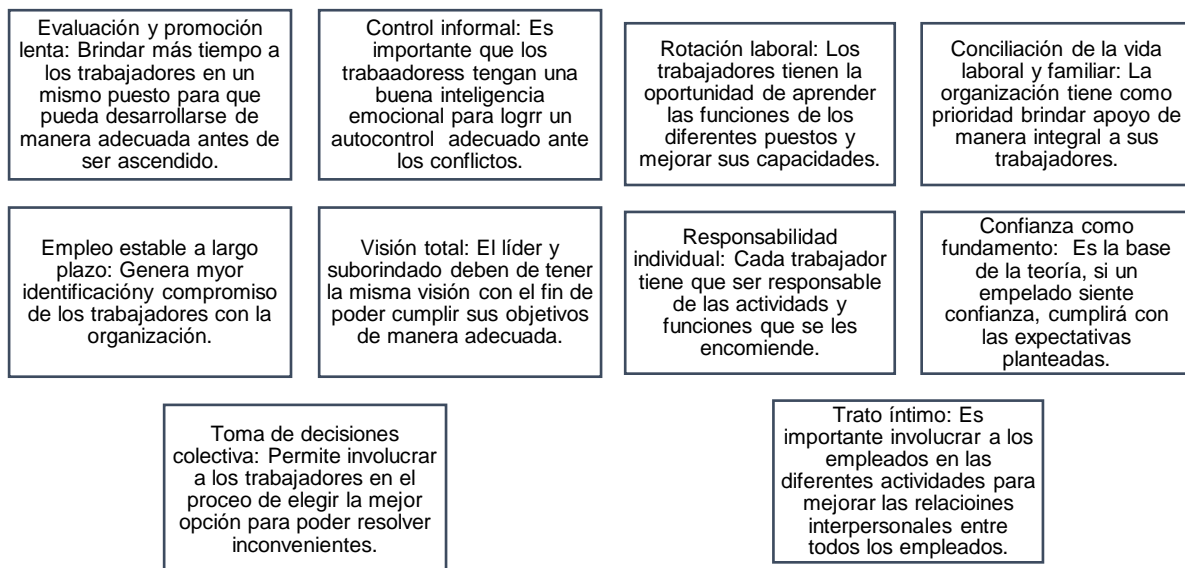 Evaluación y promoción
lenta: Brindar más tiempo a
los trabajadores en un
mismo puesto para que
pueda desarrollarse de
manera adecuada antes de
ser ascendido.
Control informal: Es
importante que los
trabaadoress tengan una
buena inteligencia
emocional para logrr un
autocontrol  adecuado ante
los conflictos.
Rotación laboral: Los
trabajadores tienen la
oportunidad de aprender
las funciones de los
diferentes puestos y
mejorar sus capacidades.
Conciliación de la vida
laboral y familiar: La
organización tiene como
prioridad brindar apoyo de
manera integral a sus
trabajadores.
Empleo estable a largo
plazo: Genera myor
identificacióny compromiso
de los trabajadores con la
organización.
Visión total: El líder y
suborindado deben de tener
la misma visión con el fin de
poder cumplir sus objetivos
de manera adecuada.
Responsabilidad
individual: Cada trabajador
tiene que ser responsable
de las actividads y
funciones que se les
encomiende.
Confianza como
fundamento:  Es la base
de la teoría, si un
empelado siente
confianza, cumplirá con
las expectativas
planteadas.
Toma de decisiones
colectiva: Permite involucrar
a los trabajadores en el
proceo de elegir la mejor
opción para poder resolver
inconvenientes.
Trato íntimo: Es
importante involucrar a los
empleados en las
diferentes actividades para
mejorar las relacioines
interpersonales entre
todos los empleados.